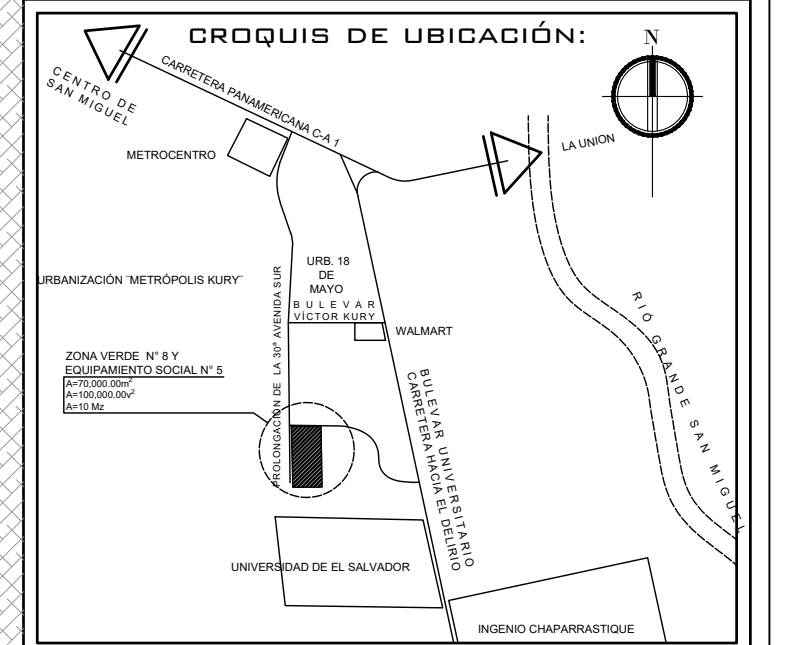 CROQUIS DE UBICACIÓN:
N
CENTRO DE
SAN MIGUEL
CARRETERA PANAMERICANA C-A 1
METROCENTRO
LA UNION
URB. 18
DE
MAYO
URBANIZACIÓN ¨METRÓPOLIS KURY¨
BULEVAR
VÍCTOR KURY
WALMART
PROLONGACIÓN DE LA 30ª AVENIDA SUR
RIÓ GRANDE SAN MIGUEL
ZONA VERDE N° 8 Y
EQUIPAMIENTO SOCIAL N° 5
A=70,000.00m²
A=100,000.00v²
A=10 Mz
BULEVAR UNIVERSITARIO
CARRETERA HACIA EL DELIRIO
UNIVERSIDAD DE EL SALVADOR
INGENIO CHAPARRASTIQUE